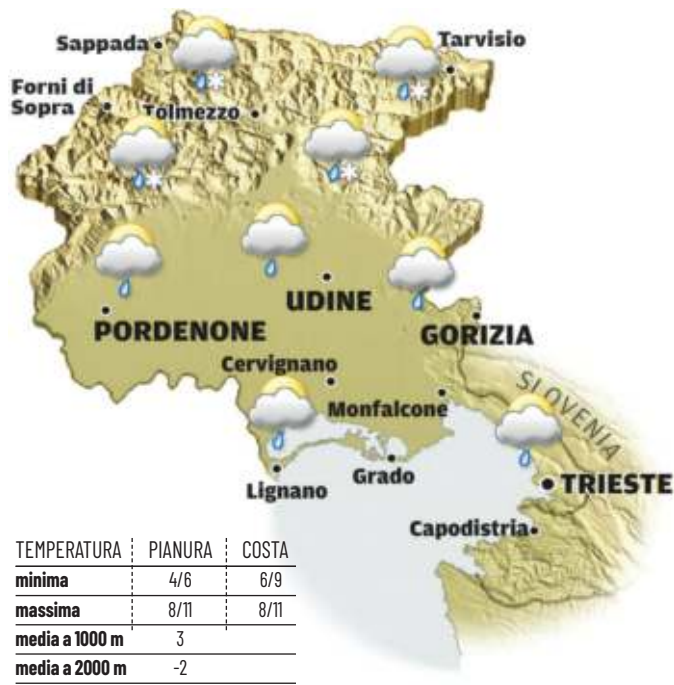 Sappada
Tarvisio
Forni di
Sopra
Tolmezzo
UDINE
PORDENONE
GORIZIA
Cervignano
SLOVENIA
Monfalcone
Grado
Lignano
TRIESTE
Capodistria
TEMPERATURA PIANURA COSTA
minima 4/6 6/9
massima 8/11 8/11
media a 1000 m 3
media a 2000 m -2